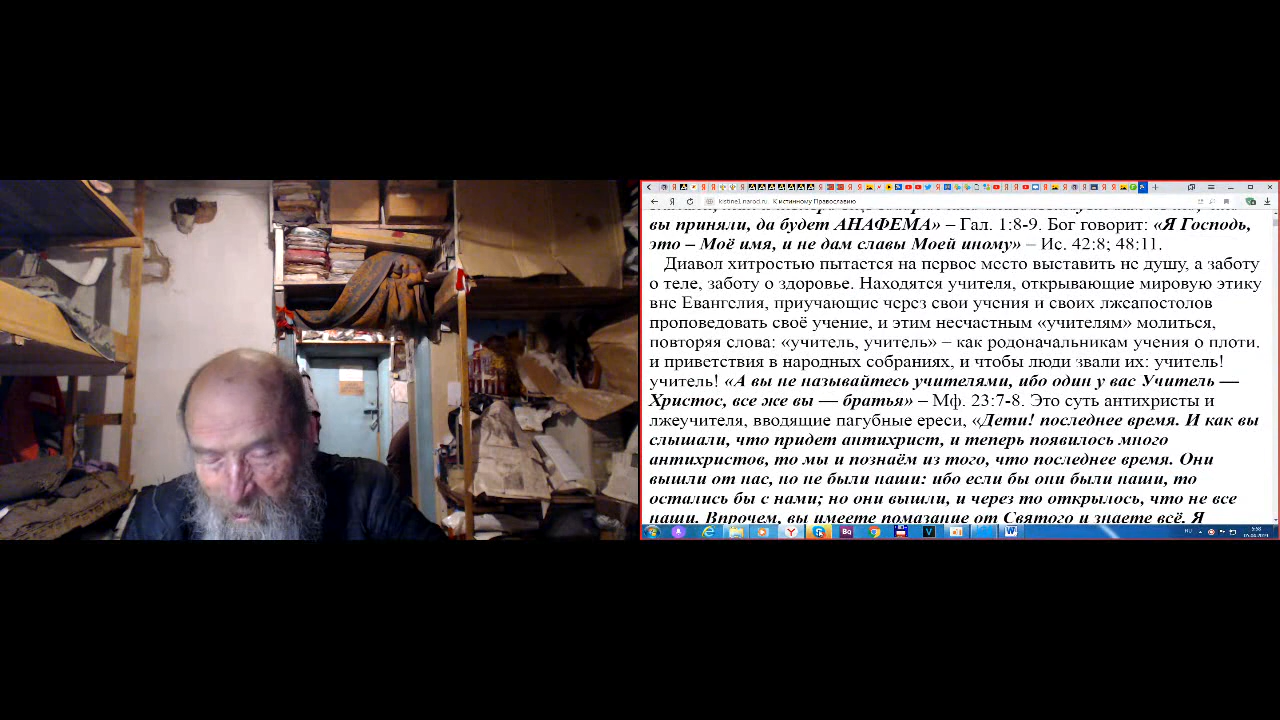 kistine1.narod.ru К истинному Православию
вы приняли, да будет АНАФЕМА» – Гал. 1:8-9. Бог говорит: «Я Господь,
это – Моё имя, и не дам славы Моей иному» – Ис. 42:8; 48:11.
Диавол хитростью пытается на первое место выставить не душу, а заботу
о теле, заботу о здоровье. Находятся учителя, открывающие мировую этику
вне Евангелия, приучающие через свои учения и своих лжеапостолов
проповедовать своё учение, и этим несчастным «учителям» молиться,
повторяя слова: «учитель, учитель» – как родоначальникам учения о плоти.
и приветствия в народных собраниях, и чтобы люди звали их: учитель!
учитель! «А вы не называйтесь учителями, ибо один у вас Учитель —
Христос, все же вы — братья» – Мф. 23:7-8. Это суть антихристы и
лжеучителя, вводящие пагубные ереси, «Дети! последнее время. И как вы
слышали, что придет антихрист, и теперь появилось много
антихристов, то мы и познаём из того, что последнее время. Они
вышли от нас, но не были наши: ибо если бы они были наши, то
остались бы с нами; но они вышли, и через то открылось, что не все
наши. Впрочем, вы имеете помазание от Святого и знаете всё. Я